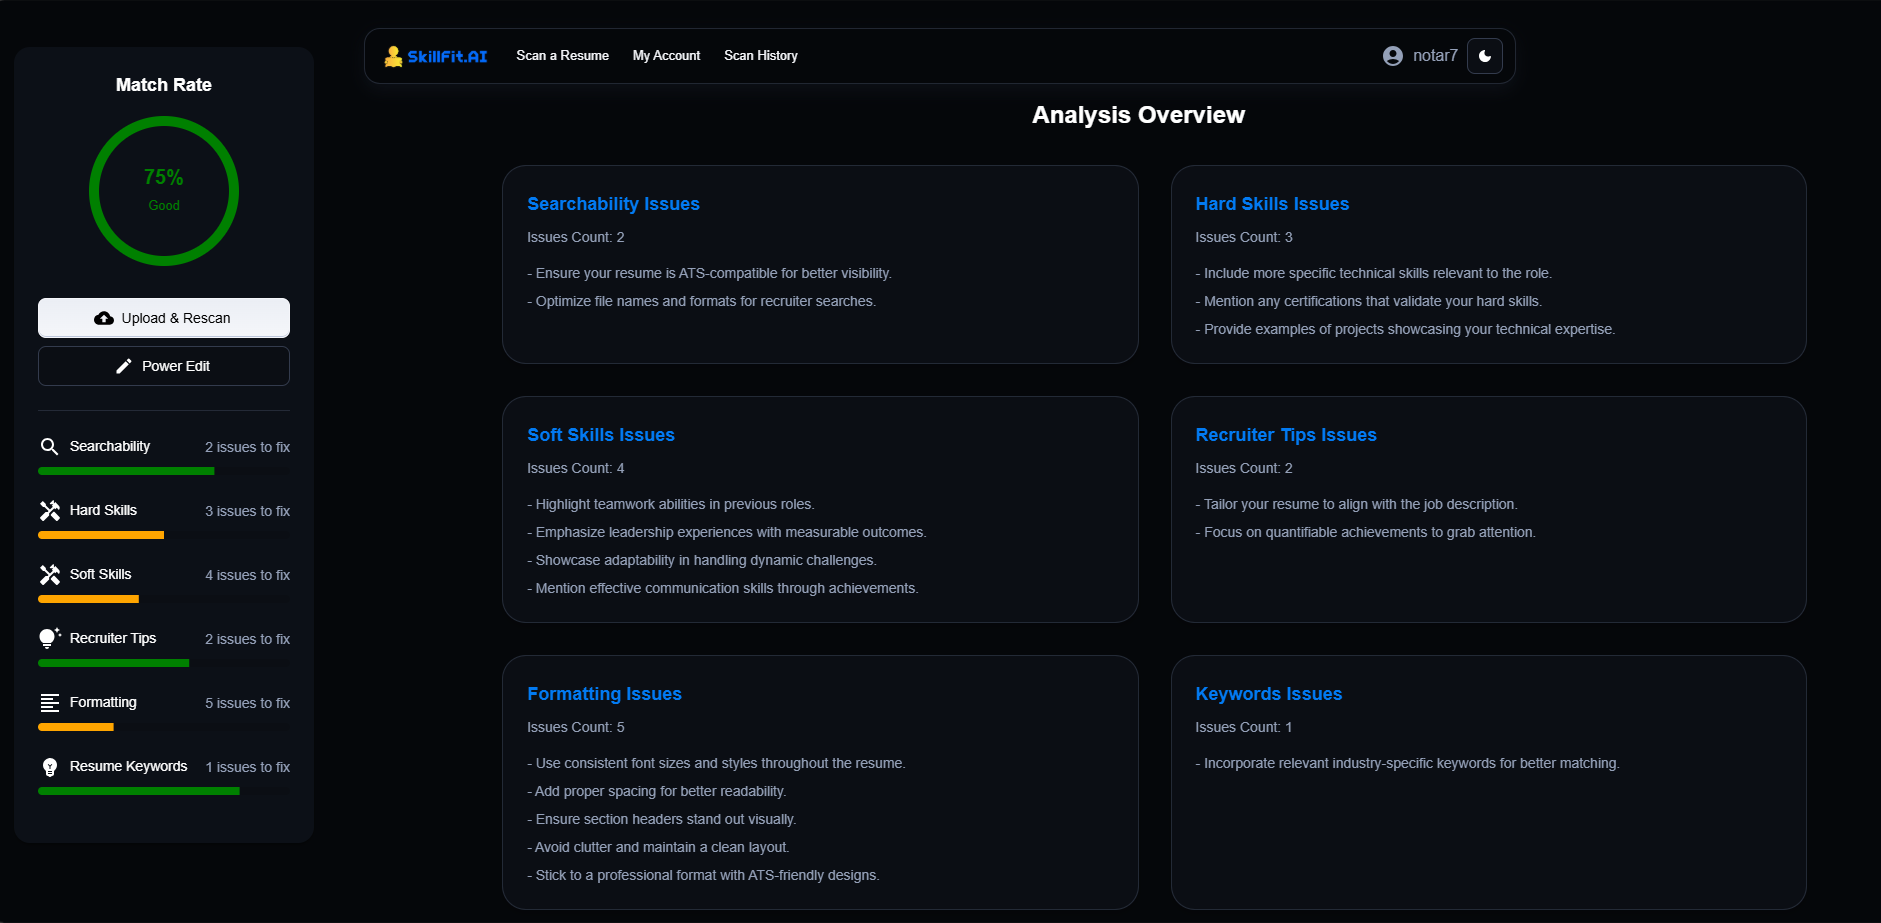 SkillFit.AI
Scan a Resume
My Account
Scan History
notar7
Match Rate
75%
Good
Upload & Rescan
Power Edit
Searchability
2 issues to fix
Hard Skills
3 issues to fix
Soft Skills
4 issues to fix
Recruiter Tips
2 issues to fix
Formatting
5 issues to fix
Resume Keywords
1 issues to fix
Analysis Overview
Searchability Issues
Issues Count: 2
- Ensure your resume is ATS-compatible for better visibility.
- Optimize file names and formats for recruiter searches.
Hard Skills Issues
Issues Count: 3
- Include more specific technical skills relevant to the role.
- Mention any certifications that validate your hard skills.
- Provide examples of projects showcasing your technical expertise.
Soft Skills Issues
Issues Count: 4
- Highlight teamwork abilities in previous roles.
- Emphasize leadership experiences with measurable outcomes.
- Showcase adaptability in handling dynamic challenges.
- Mention effective communication skills through achievements.
Recruiter Tips Issues
Issues Count: 2
- Tailor your resume to align with the job description.
- Focus on quantifiable achievements to grab attention.
Formatting Issues
Issues Count: 5
- Use consistent font sizes and styles throughout the resume.
- Add proper spacing for better readability.
- Ensure section headers stand out visually.
- Avoid clutter and maintain a clean layout.
- Stick to a professional format with ATS-friendly designs.
Keywords Issues
Issues Count: 1
- Incorporate relevant industry-specific keywords for better matching.